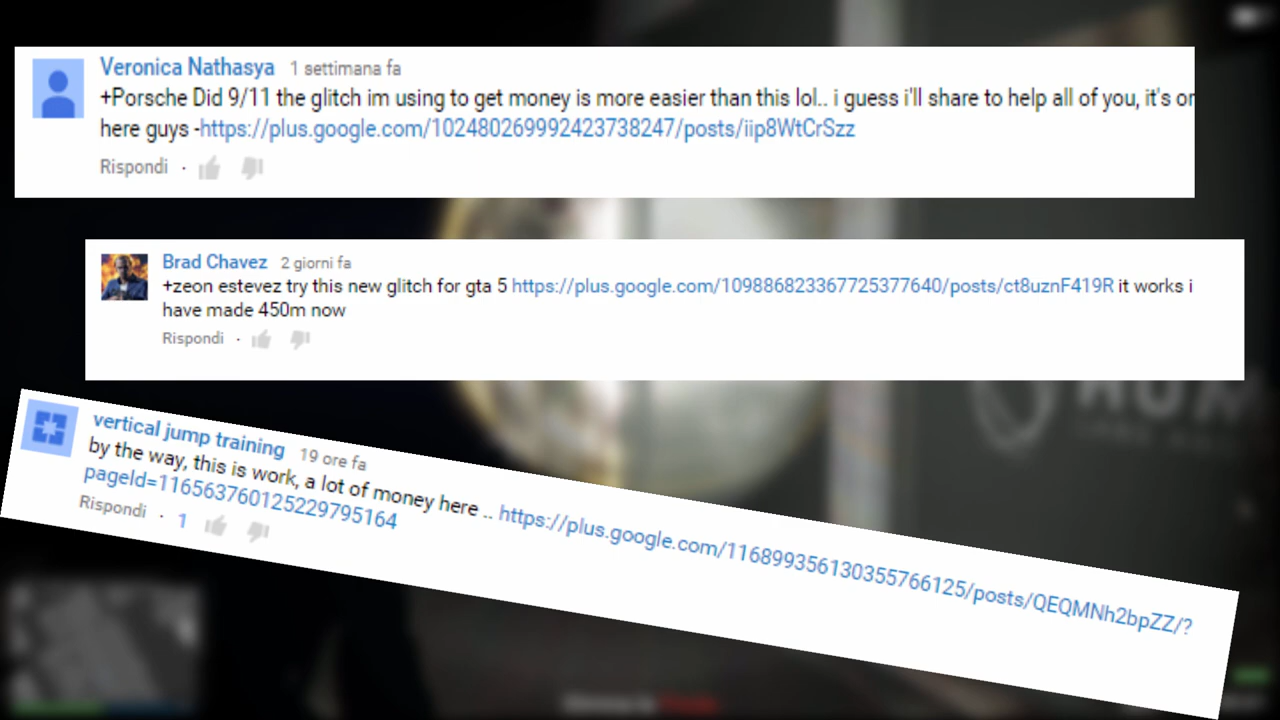 Veronica Nathasya 1 settimana fa
+Porsche Did 9/11 the glitch im using to get money is more easier than this lol.. i guess i'll share to help all of you, it's or
here guys -https://plus.google.com/102480269992423738247/posts/iip8WtCrSzz
Rispondi ·
Brad Chavez 2 giorni fa
+zeon estevez try this new glitch for gta 5 https://plus.google.com/109886823367725377640/posts/ct8uznF419R it works i
have made 450m now
Rispondi ·
vertical jump training 19 ore fa
by the way, this is work, a lot of money here .. https://plus.google.com/116899356130355766125/posts/QEQMNh2bpZZ/?
pageId=116563760125229795164
Rispondi · 1